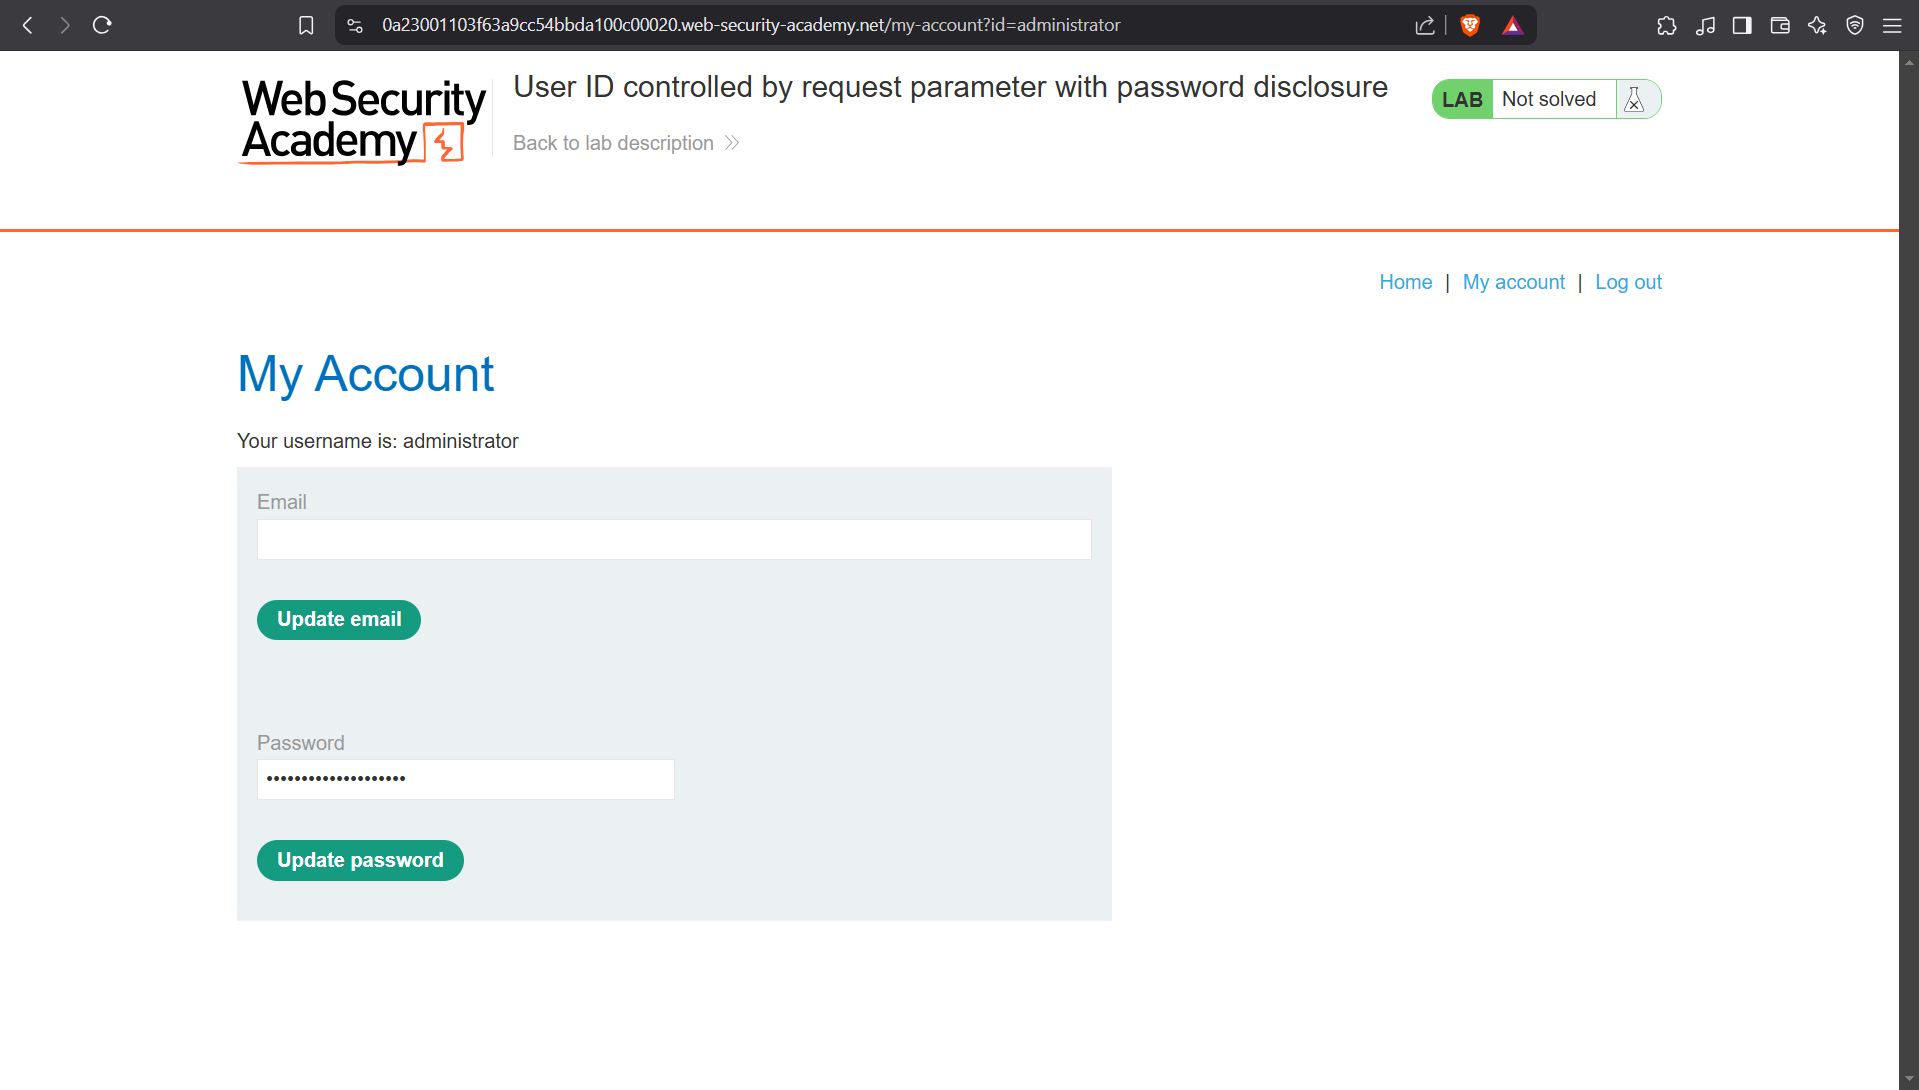 0a23001103f63a9cc54bbda100c00020.web-security-academy.net/my-account?id=administrator
Web Security
Academy
User ID controlled by request parameter with password disclosure
Back to lab description
LAB Not solved
Home | My account | Log out
My Account
Your username is: administrator
Email
Update email
Password
••••••••••••••••••••
Update password